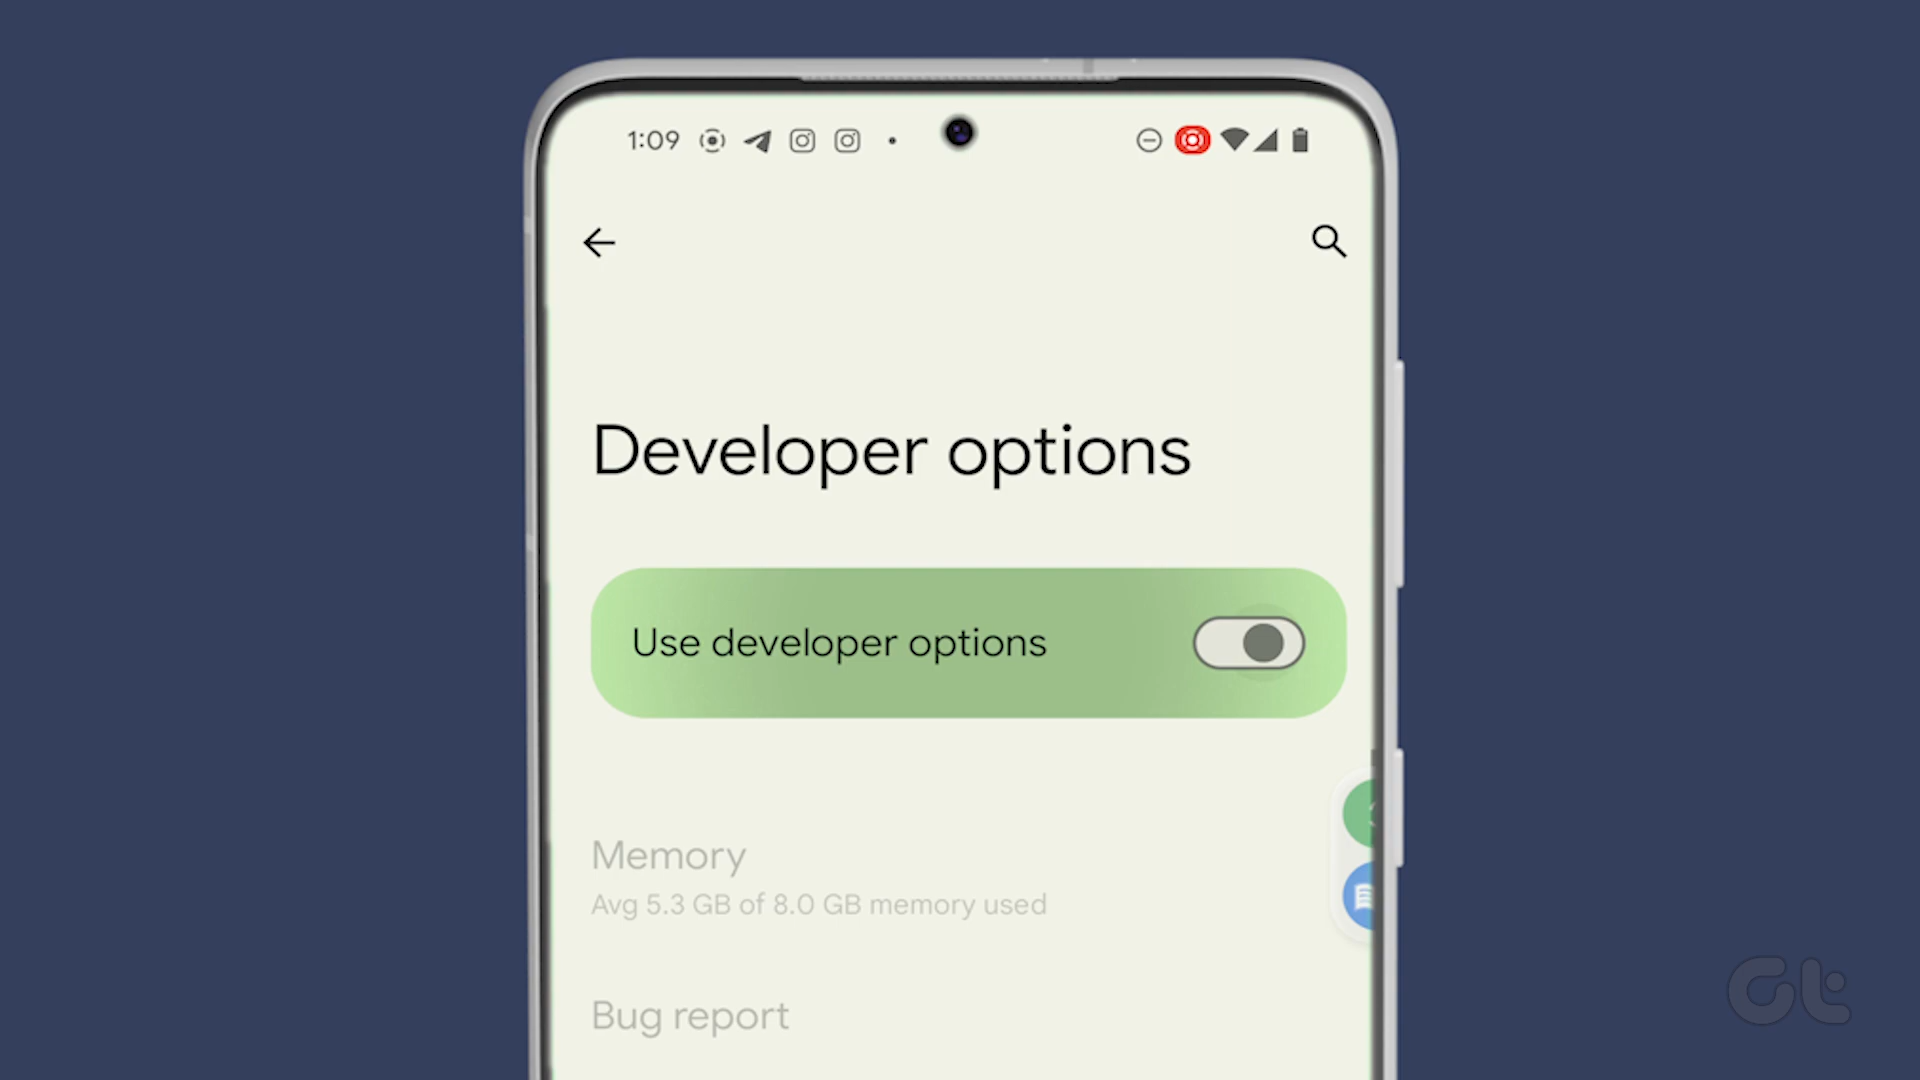 1:09
Developer options
Use developer options
Memory
Avg 5.3 GB of 8.0 GB memory used
Bug report
Gt